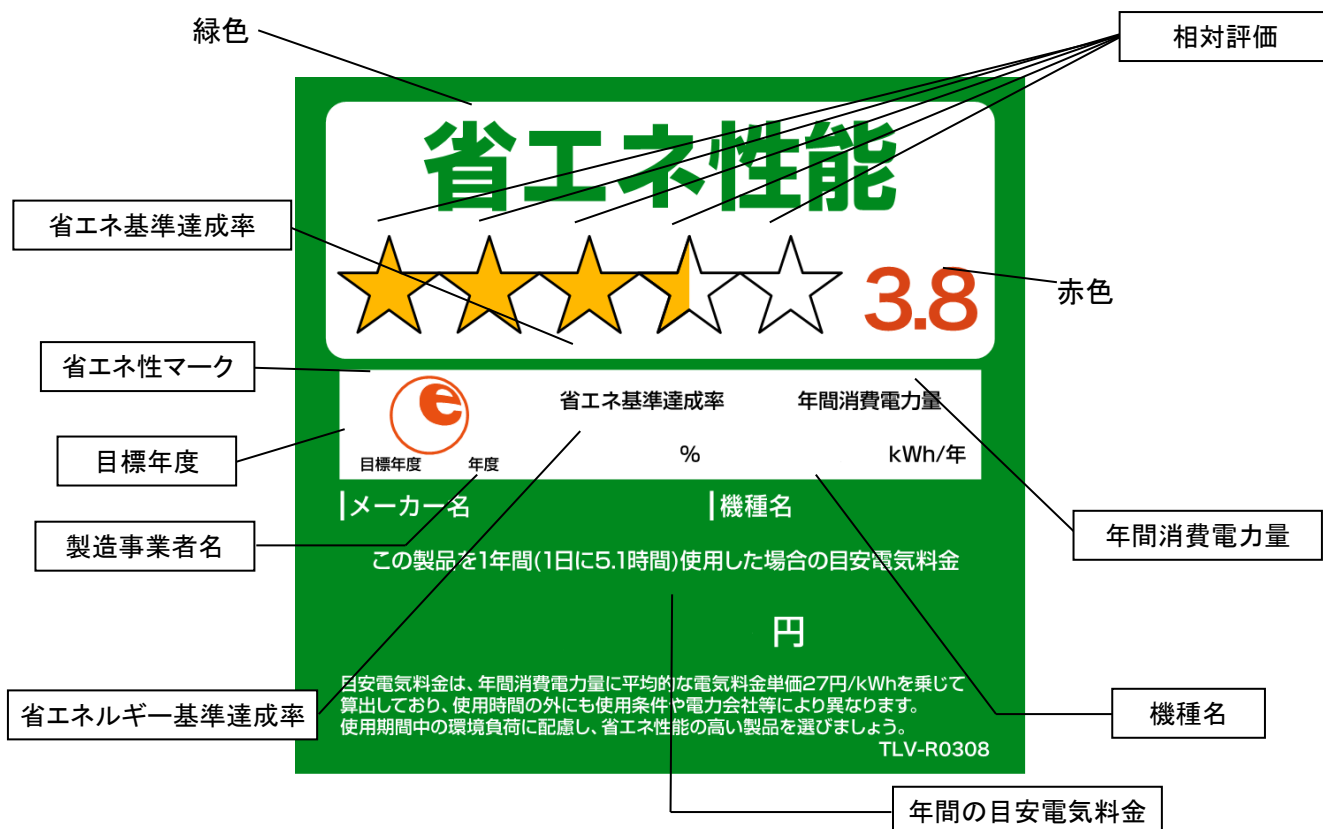 緑色
相対評価
省エネ性能
省エネ基準達成率
3.8
赤色
省エネ性マーク
e
省エネ基準達成率
年間消費電力量
目標年度
目標年度 年度
%
kWh/年
メーカー名
機種名
製造事業者名
年間消費電力量
この製品を1年間(1日に5.1時間)使用した場合の目安電気料金
円
目安電気料金は、年間消費電力量に平均的な電気料金単価27円/kWhを乗じて
算出しており、使用時間の外にも使用条件や電力会社等により異なります。
使用期間中の環境負荷に配慮し、省エネ性能の高い製品を選びましょう。
TLV-R0308
省エネルギー基準達成率
機種名
年間の目安電気料金